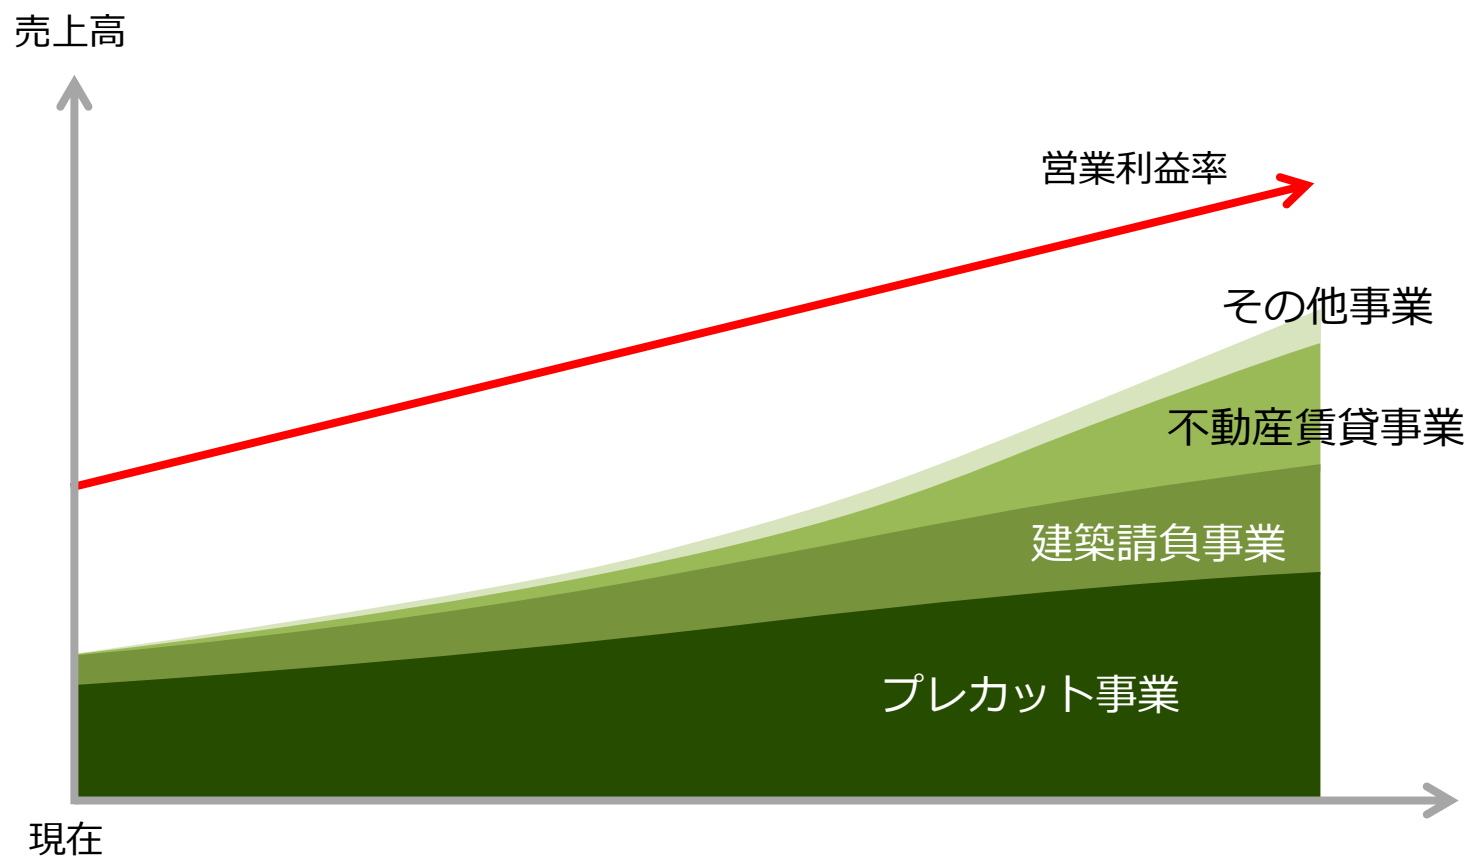 売上高
営業利益率
その他事業
不動産賃貸事業
建築請負事業
プレカット事業
現在